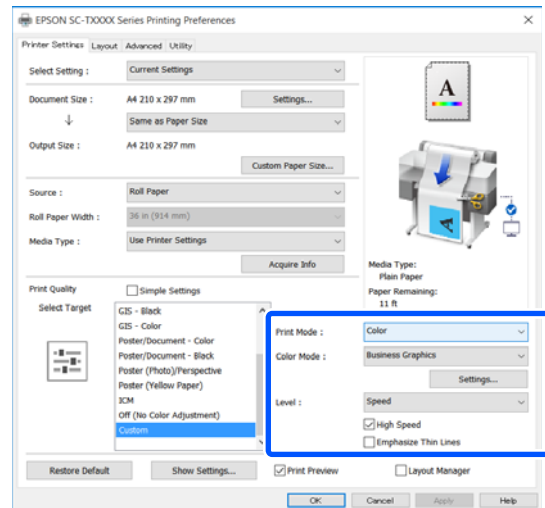 EPSON SC-TXXXX Series Printing Preferences
Printer Settings Layout Advanced Utility
Select Setting : Current Settings
Document Size : A4 210 x 297 mm Settings...
Same as Paper Size
Output Size : A4 210 x 297 mm
Custom Paper Size...
Source : Roll Paper
Roll Paper Width : 36 in (914 mm)
Media Type : Use Printer Settings
Acquire Info
Print Quality Simple Settings
Select Target
GIS - Black
GIS - Color
Poster/Document - Color
Poster/Document - Black
Poster (Photo)/Perspective
Poster (Yellow Paper)
ICM
Off (No Color Adjustment)
Custom
A
A
Media Type:
Plain Paper
Paper Remaining:
11 ft
Print Mode : Color
Color Mode : Business Graphics
Settings...
Level : Speed
High Speed
Emphasize Thin Lines
Restore Default Show Settings... Print Preview Layout Manager
OK Cancel Apply Help